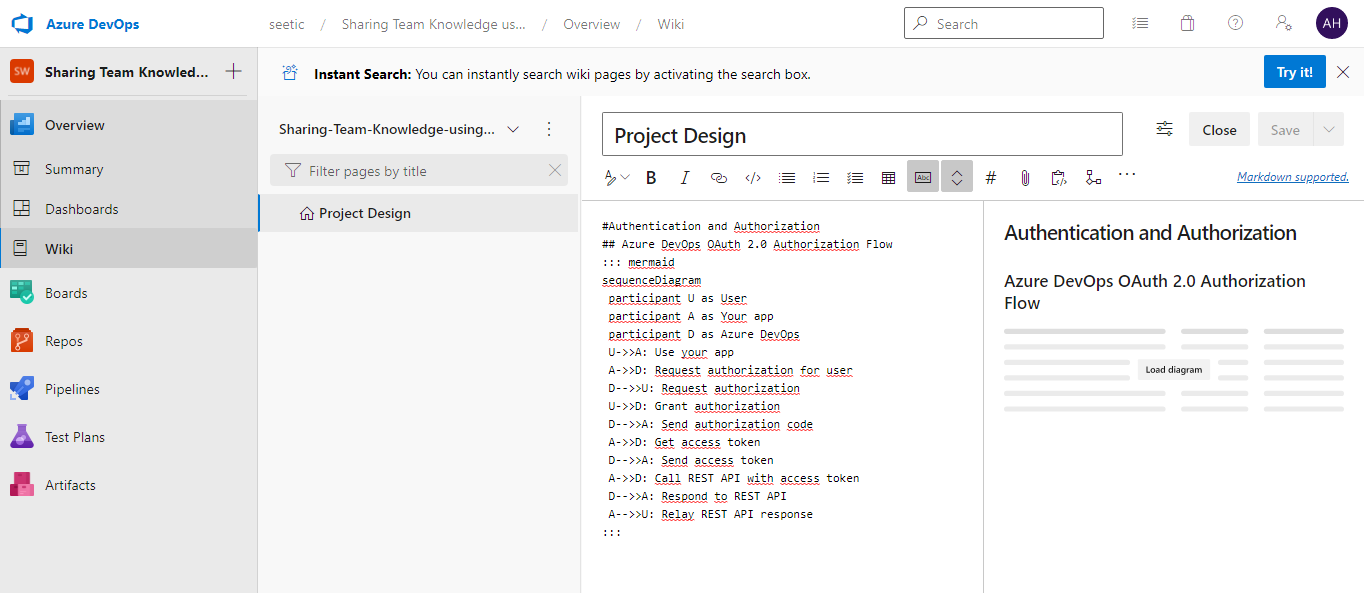 Azure DevOps
seetic / Sharing Team Knowledge us... / Overview / Wiki
Search
AH
SW Sharing Team Knowled...
Instant Search: You can instantly search wiki pages by activating the search box.
Try it!
Overview
Summary
Dashboards
Wiki
Boards
Repos
Pipelines
Test Plans
Artifacts
Sharing-Team-Knowledge-using...
Filter pages by title
Project Design
Project Design
Close
Save
B I </> Abc # ...
Markdown supported.
#Authentication and Authorization
## Azure DevOps OAuth 2.0 Authorization Flow
::: mermaid
sequenceDiagram
participant U as User
participant A as Your app
participant D as Azure DevOps
U->>A: Use your app
A->>D: Request authorization for user
D-->>U: Request authorization
U->>D: Grant authorization
D-->>A: Send authorization code
A->>D: Get access token
D-->>A: Send access token
A->>D: Call REST API with access token
D-->>A: Respond to REST API
A-->>U: Relay REST API response
:::
Authentication and Authorization
Azure DevOps OAuth 2.0 Authorization
Flow
Load diagram